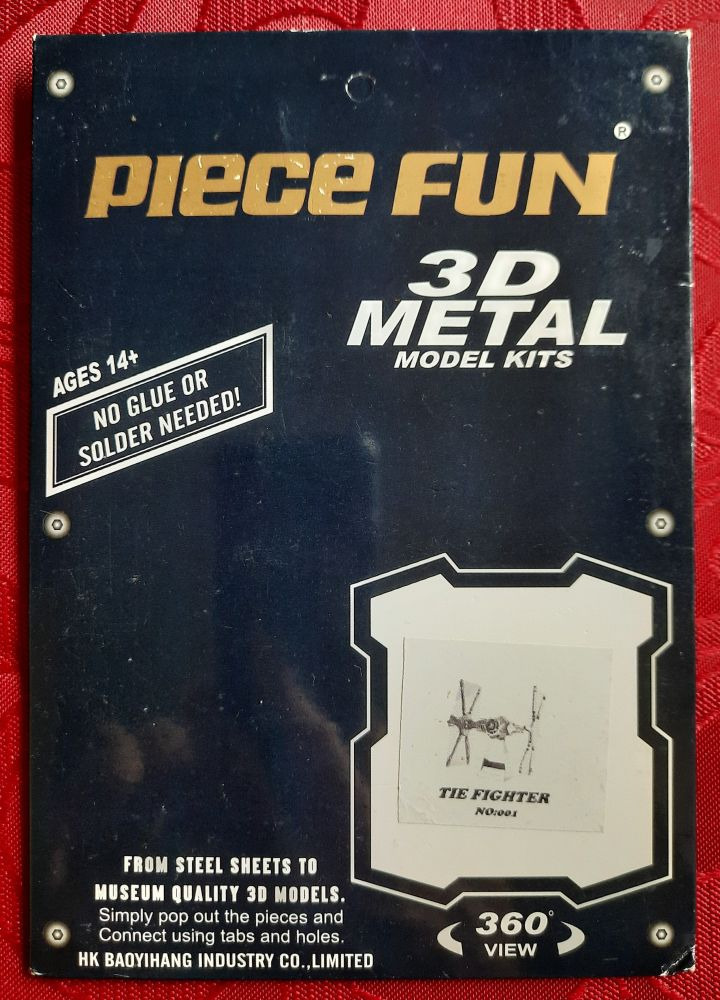 ®
PIECE FUN
3D
METAL
MODEL KITS
AGES 14+
NO GLUE OR
SOLDER NEEDED!
TIE FIGHTER
NO:001
FROM STEEL SHEETS TO
MUSEUM QUALITY 3D MODELS.
Simply pop out the pieces and
Connect using tabs and holes.
HK BAOYIHANG INDUSTRY CO.,LIMITED
360°
VIEW